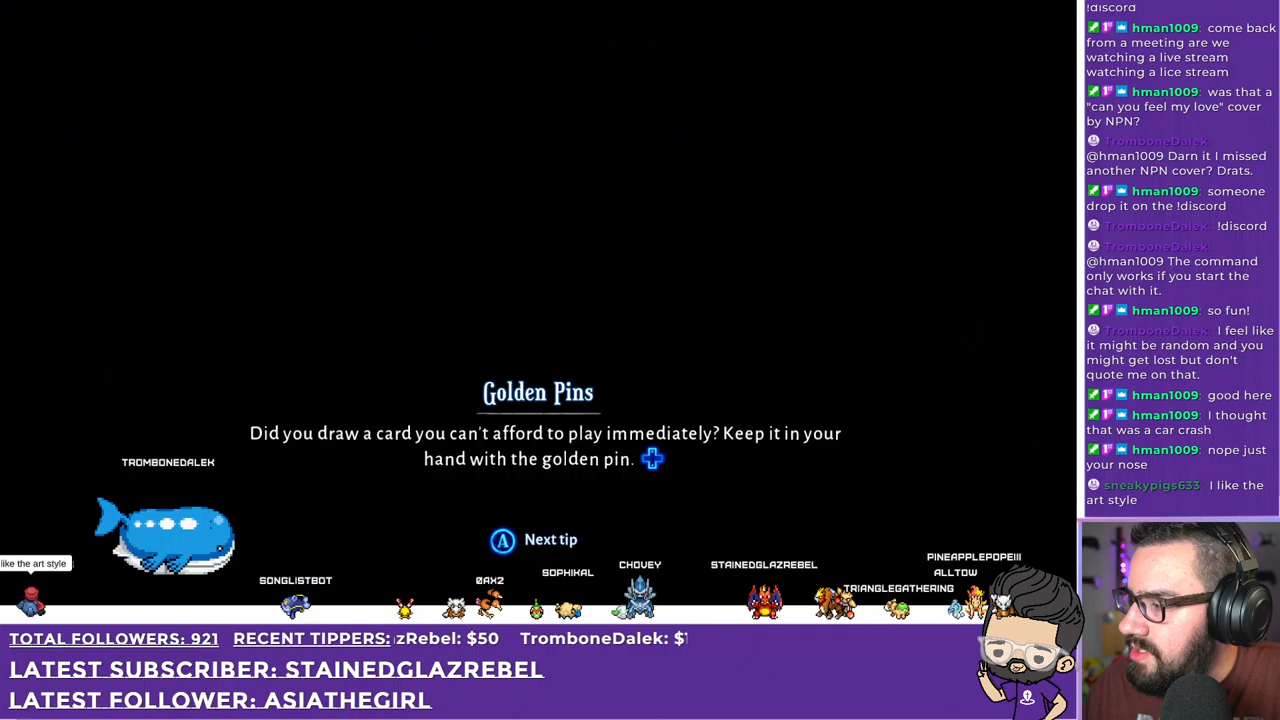 Golden Pins
Did you draw a card you can't afford to play immediately? Keep it in your
hand with the golden pin.
A Next tip
TROMBONEDALEK
like the art style
SONGLISTBOT
0AX2
SOPHIKAL
CHOVEY
STAINEDGLAZREBEL
PINEAPPLEPOPEIII
ALLTOW
TRIANGLEGATHERING
TOTAL FOLLOWERS: 921 RECENT TIPPERS: zRebel: $50 TromboneDalek: $1
LATEST SUBSCRIBER: STAINEDGLAZREBEL
LATEST FOLLOWER: ASIATHEGIRL
!discord
hman1009: come back
from a meeting are we
watching a live stream
watching a lice stream
hman1009: was that a
"can you feel my love" cover
by NPN?
TromboneDalek:
@hman1009 Darn it I missed
another NPN cover? Drats.
hman1009: someone
drop it on the !discord
TromboneDalek: !discord
TromboneDalek:
@hman1009 The command
only works if you start the
chat with it.
hman1009: so fun!
TromboneDalek: I feel like
it might be random and you
might get lost but don't
quote me on that.
hman1009: good here
hman1009: I thought
that was a car crash
hman1009: nope just
your nose
sneakypigs633: I like the
art style